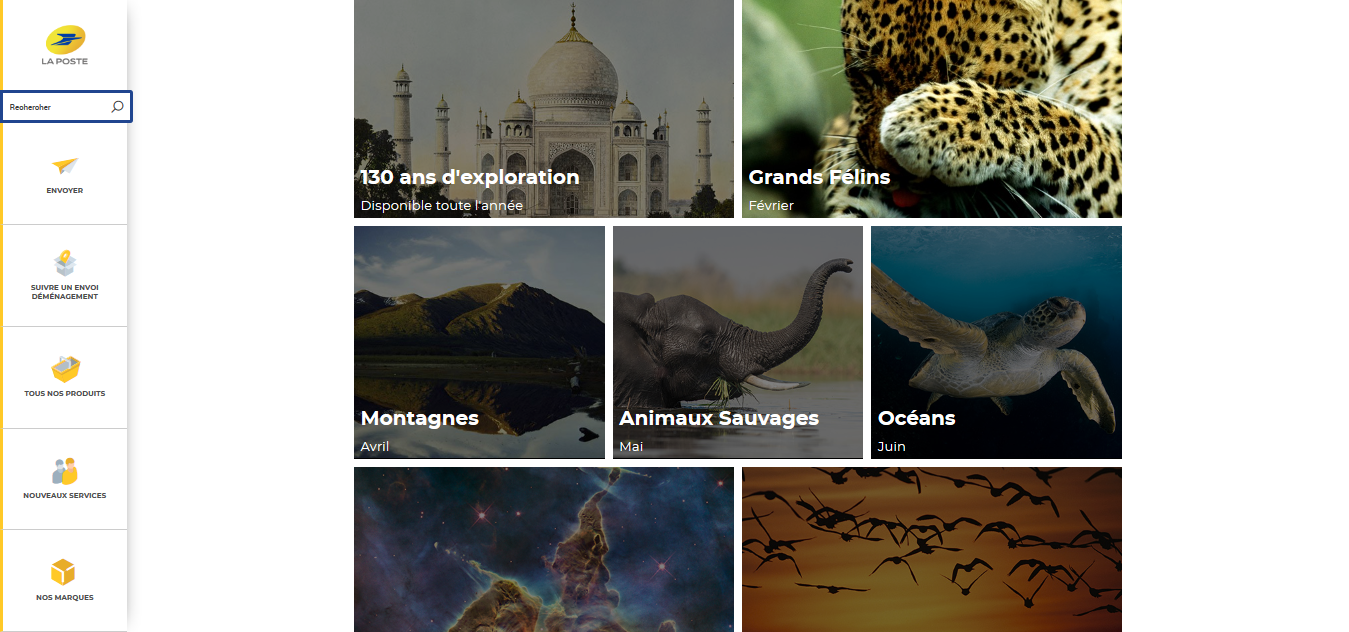 LA POSTE
Rechercher
ENVOYER
SUIVRE UN ENVOI
DÉMÉNAGEMENT
TOUS NOS PRODUITS
NOUVEAUX SERVICES
NOS MARQUES
130 ans d'exploration
Disponible toute l'année
Grands Félins
Février
Montagnes
Avril
Animaux Sauvages
Mai
Océans
Juin